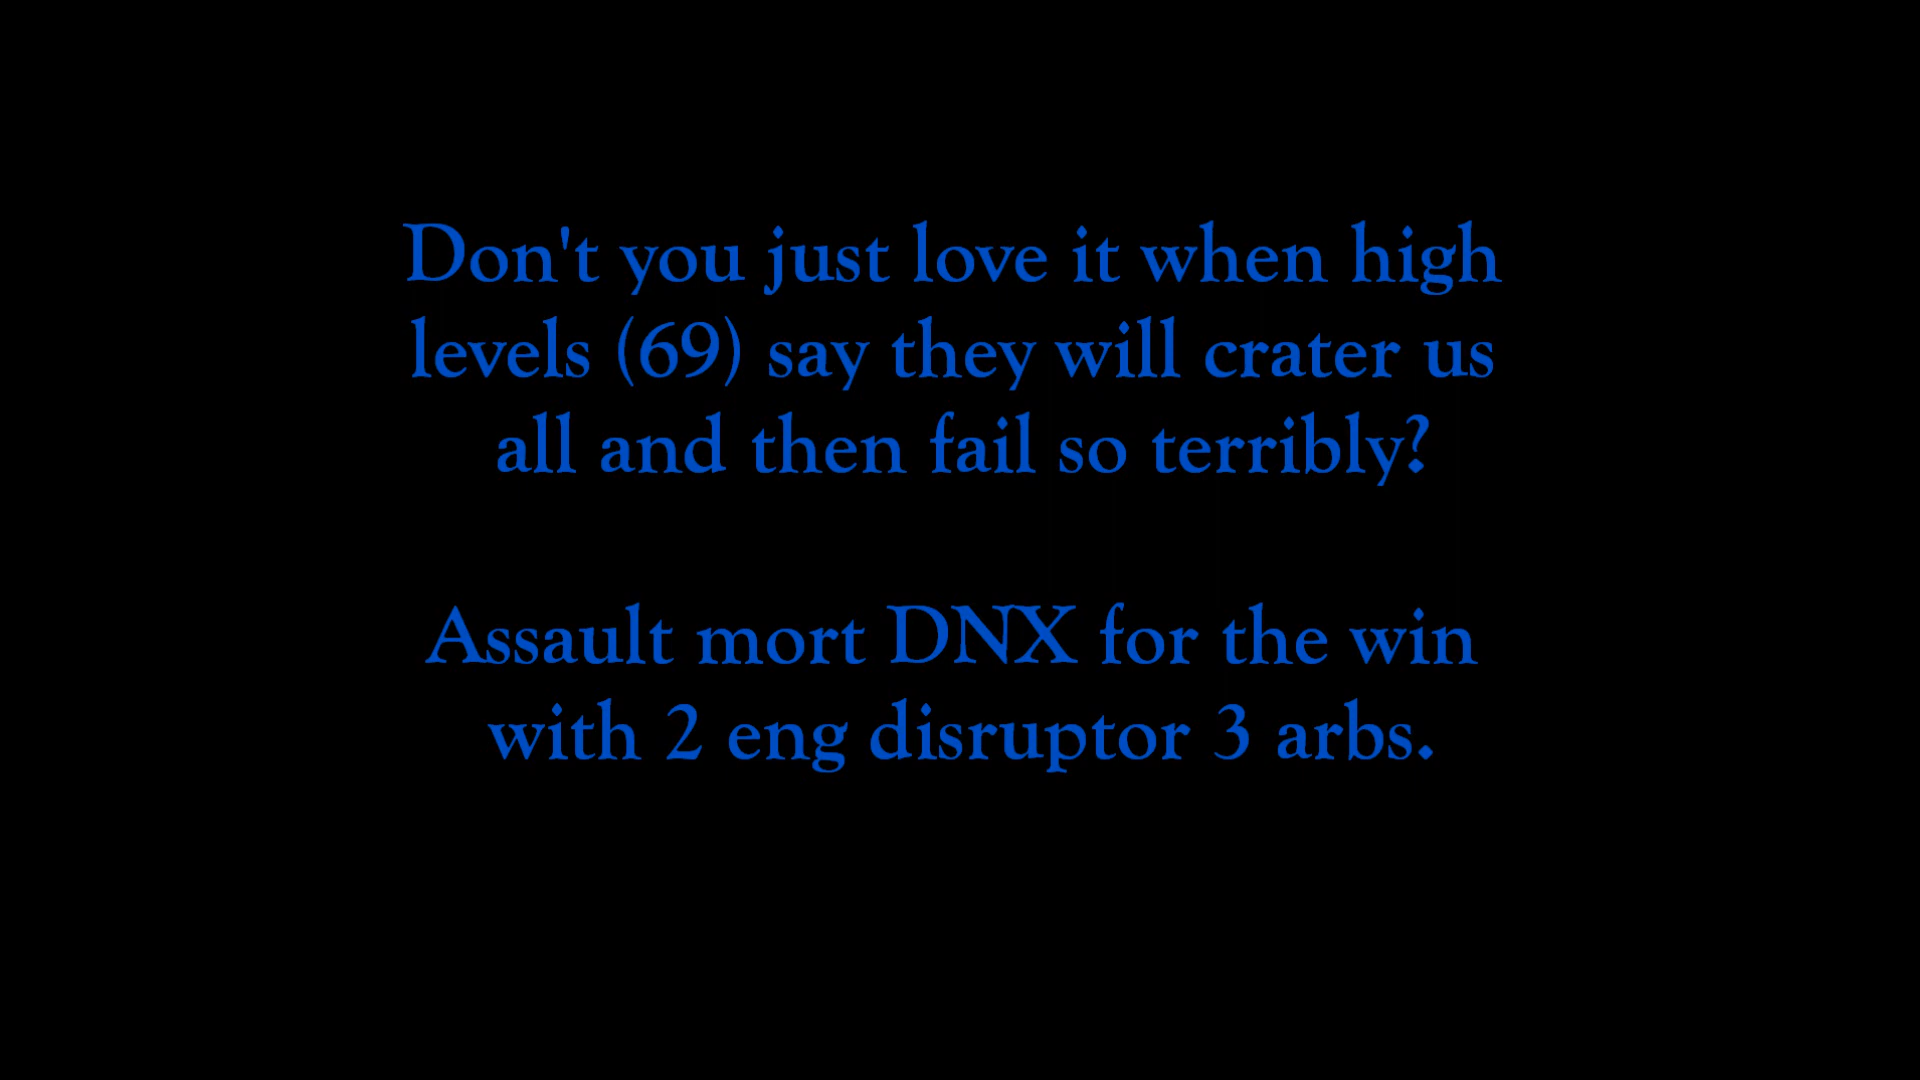 Don't you just love it when high
levels (69) say they will crater us
all and then fail so terribly?
Assault mort DNX for the win
with 2 eng disruptor 3 arbs.